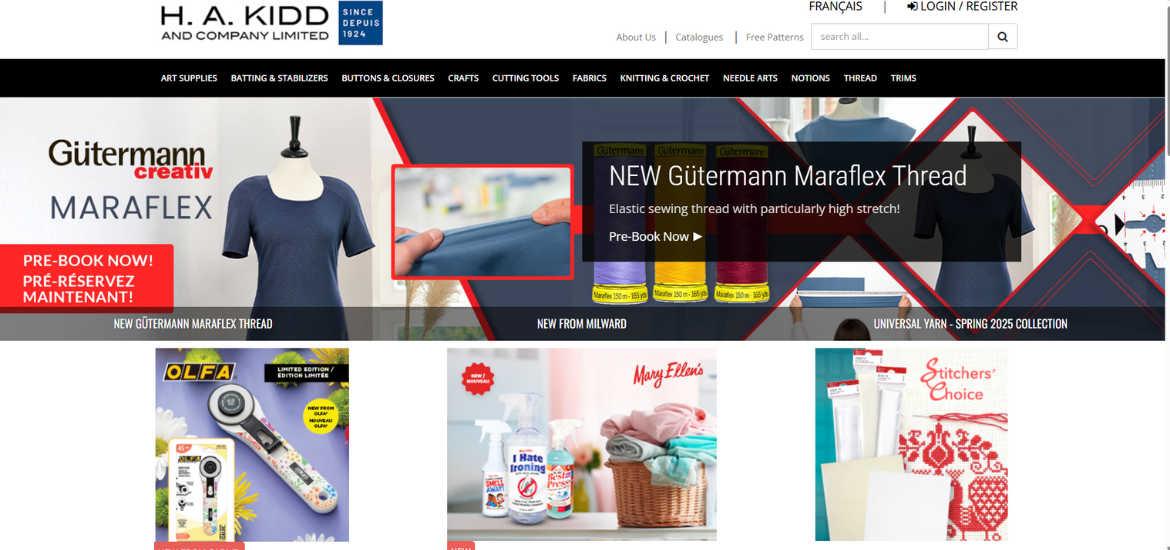 H. A. KIDD
AND COMPANY LIMITED
SINCE
DEPUIS
1924
FRANÇAIS | LOGIN / REGISTER
About Us | Catalogues | Free Patterns
search all...
ART SUPPLIES BATTING & STABILIZERS BUTTONS & CLOSURES CRAFTS CUTTING TOOLS FABRICS KNITTING & CROCHET NEEDLE ARTS NOTIONS THREAD TRIMS
Gütermann
creativ
MARAFLEX
PRE-BOOK NOW!
PRÉ-RÉSERVEZ
MAINTENANT!
Gütermann Gütermann Gütermann
NEW Gütermann Maraflex Thread
Elastic sewing thread with particularly high stretch!
Pre-Book Now
Maraflex 150 m - 165 yds Maraflex 150 m - 165 yds Maraflex 150 m - 165 yds
NEW GÜTERMANN MARAFLEX THREAD
NEW FROM MILWARD
UNIVERSAL YARN - SPRING 2025 COLLECTION
OLFA
LIMITED EDITION /
ÉDITION LIMITÉE
NEW FROM
OLFA!
NOUVEAU
OLFA!
OLFA
NEW /
NOUVEAU
Mary Ellen's
SMELL
AWAY!
I Hate
Ironing
Best
Press
Stitchers'
Choice
NEW